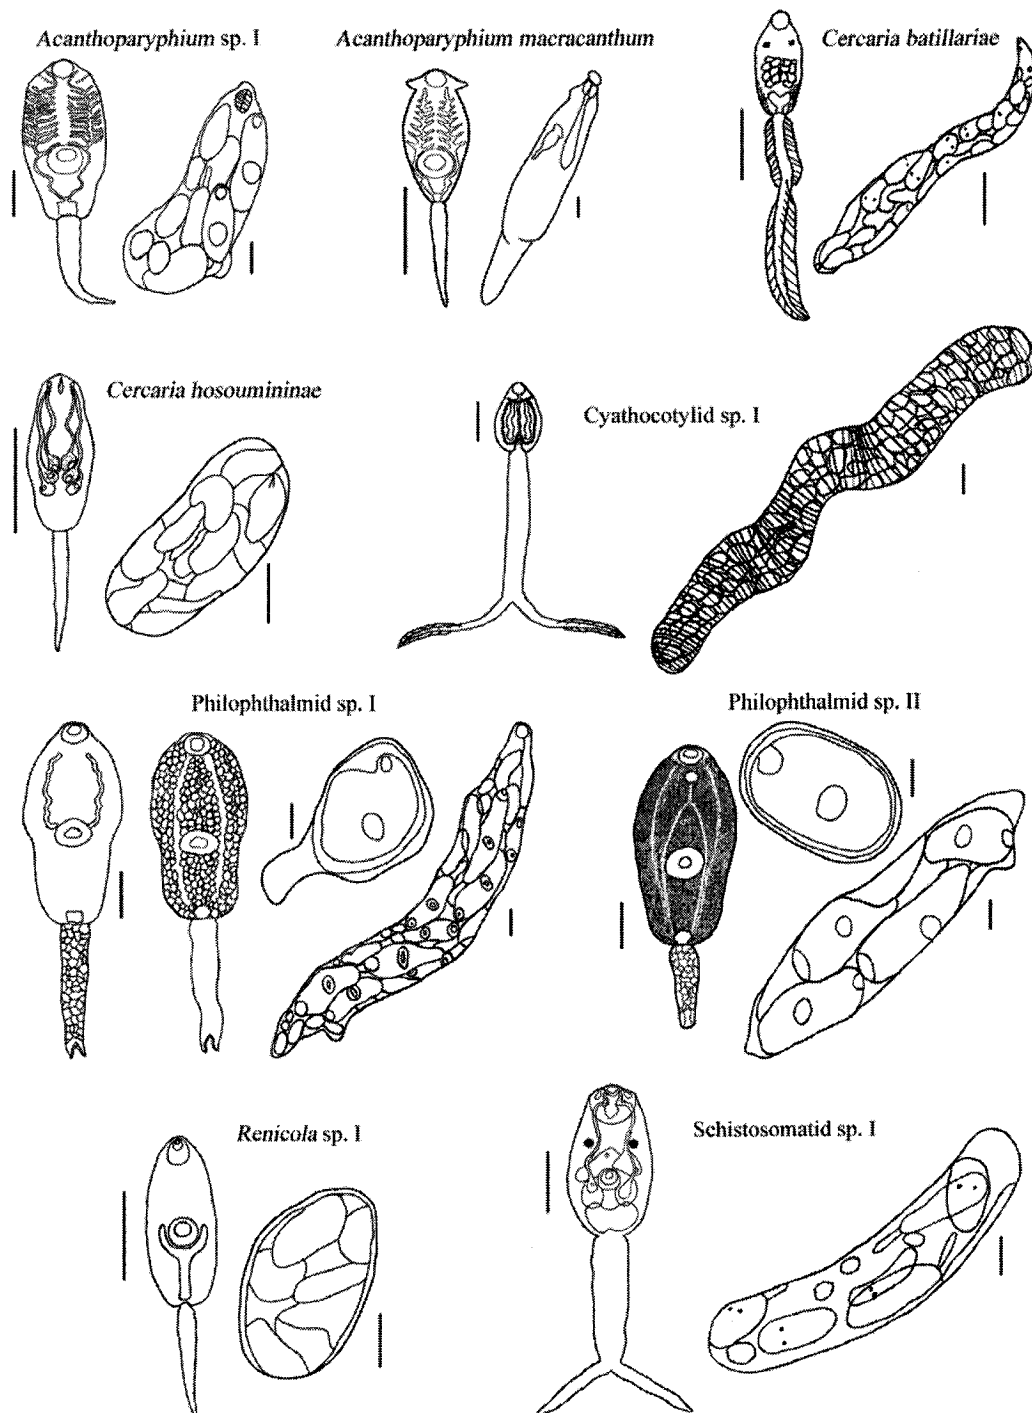 Acanthoparyphium sp. I
Acanthoparyphium macracanthum
Cercaria batillariae
Cercaria hosoumininae
Cyathocotylid sp. I
Philophthalmid sp. I
Philophthalmid sp. II
Renicola sp. I
Schistosomatid sp. I